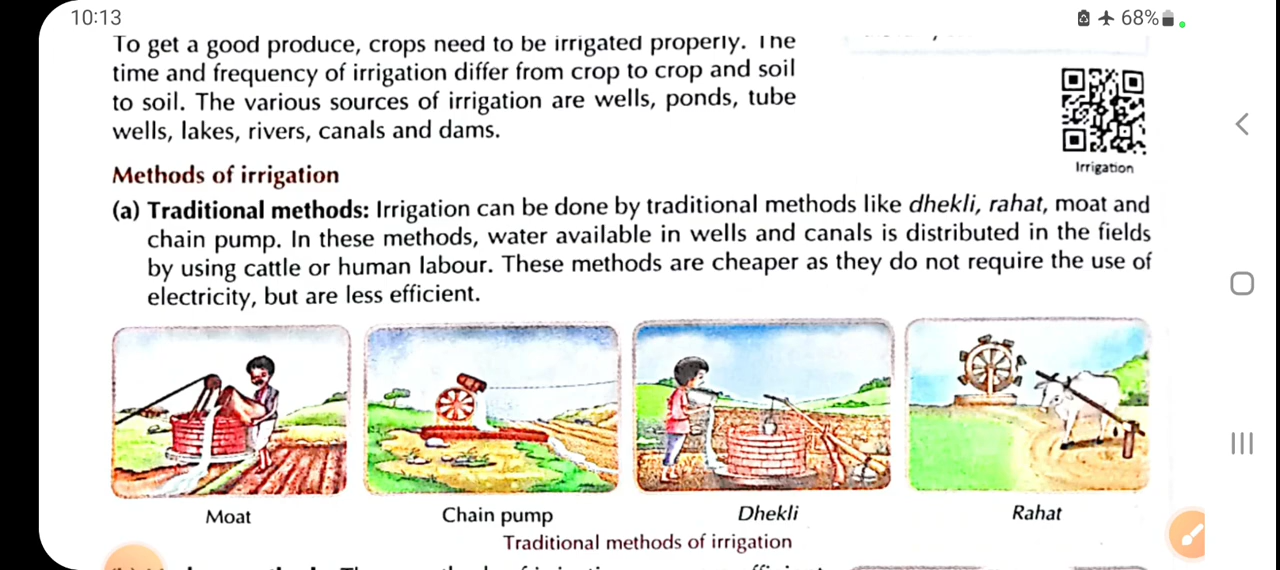 10:13
68%
To get a good produce, crops need to be irrigated properly. The
time and frequency of irrigation differ from crop to crop and soil
to soil. The various sources of irrigation are wells, ponds, tube
wells, lakes, rivers, canals and dams.
Irrigation
Methods of irrigation
(a) Traditional methods: Irrigation can be done by traditional methods like dhekli, rahat, moat and
chain pump. In these methods, water available in wells and canals is distributed in the fields
by using cattle or human labour. These methods are cheaper as they do not require the use of
electricity, but are less efficient.
Moat
Chain pump
Dhekli
Rahat
Traditional methods of irrigation